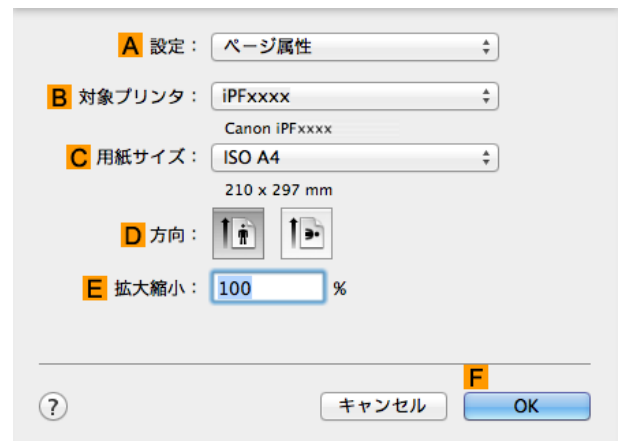 A 設定： ページ属性
B 対象プリンタ： iPFxxxx
Canon iPFxxxx
C 用紙サイズ： ISO A4
210 x 297 mm
D 方向：
E 拡大縮小： 100 %
F
? キャンセル OK